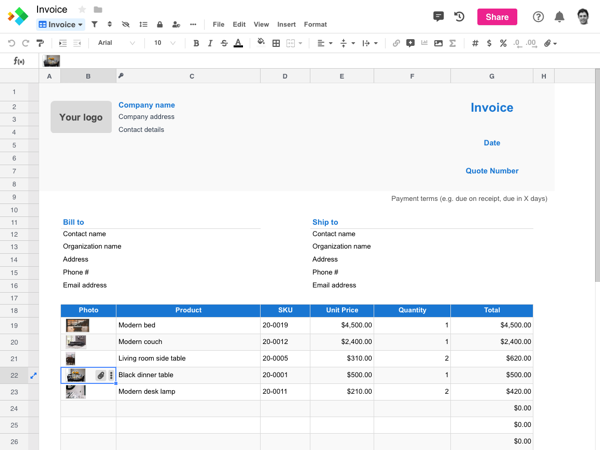 Invoice
Invoice
File Edit View Insert Format
Share
Arial 10 B I S A
# $ % .0 .00
f(x)
A B C D E F G H
1
2 Your logo Company name Invoice
3 Company address
4 Contact details
5 Date
6
7 Quote Number
8
9 Payment terms (e.g. due on receipt, due in X days)
10
11 Bill to Ship to
12 Contact name Contact name
13 Organization name Organization name
14 Address Address
15 Phone # Phone #
16 Email address Email address
17
18 Photo Product SKU Unit Price Quantity Total
19 Modern bed 20-0019 $4,500.00 1 $4,500.00
20 Modern couch 20-0012 $2,400.00 1 $2,400.00
21 Living room side table 20-0005 $310.00 2 $620.00
22 Black dinner table 20-0001 $500.00 1 $500.00
23 Modern desk lamp 20-0011 $210.00 2 $420.00
24 $0.00
25 $0.00
26 $0.00